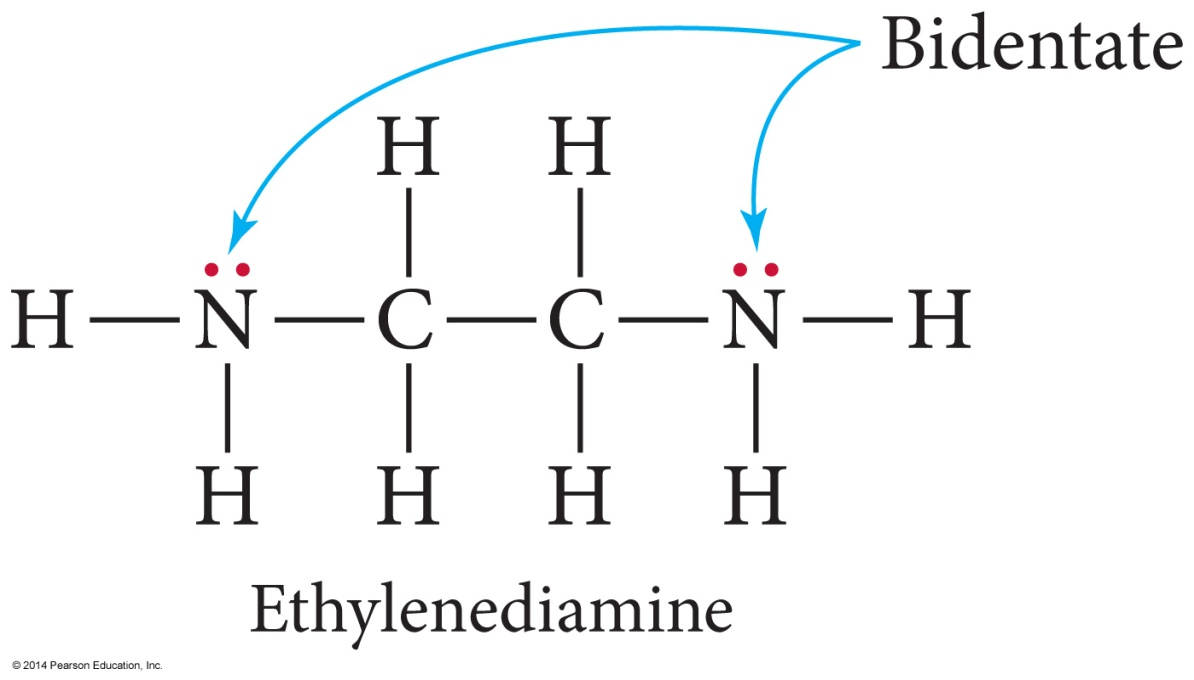 Bidentate
H H
H N C C N H
H H H H
Ethylenediamine
© 2014 Pearson Education, Inc.